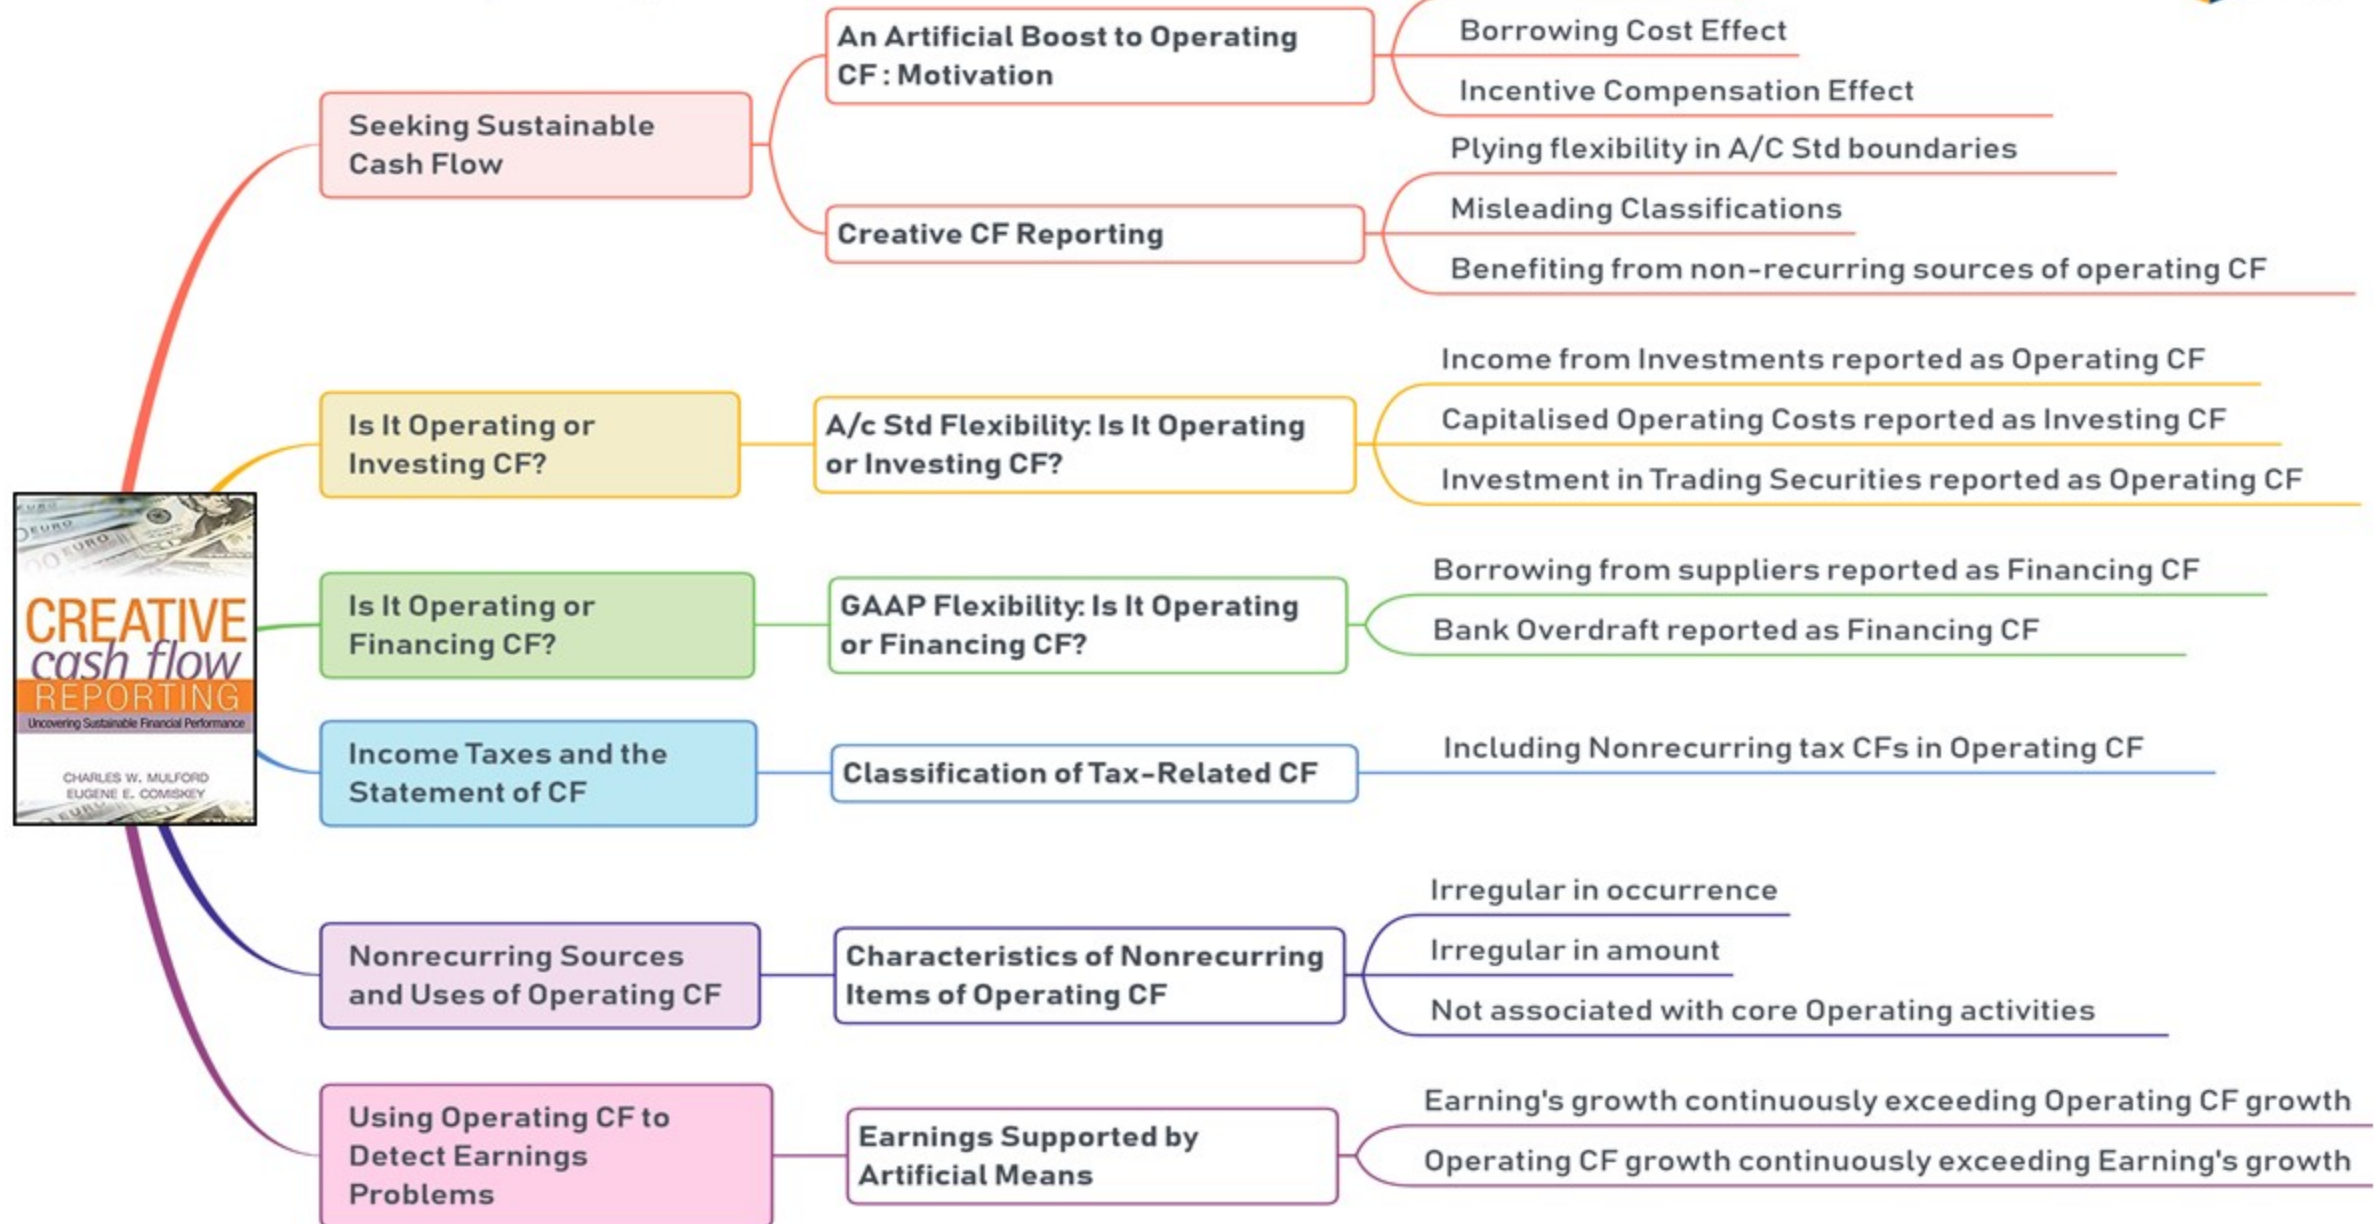 An Artificial Boost to Operating
CF : Motivation
Borrowing Cost Effect
Incentive Compensation Effect
Seeking Sustainable
Cash Flow
Plying flexibility in A/C Std boundaries
Misleading Classifications
Creative CF Reporting
Benefiting from non-recurring sources of operating CF
Is It Operating or
Investing CF?
A/c Std Flexibility: Is It Operating
or Investing CF?
Income from Investments reported as Operating CF
Capitalised Operating Costs reported as Investing CF
Investment in Trading Securities reported as Operating CF
EURO
EURO
EURO
CREATIVE
cash flow
REPORTING
Uncovering Sustainable Financial Performance
CHARLES W. MULFORD
EUGENE E. COMISKEY
EURO
Is It Operating or
Financing CF?
GAAP Flexibility: Is It Operating
or Financing CF?
Borrowing from suppliers reported as Financing CF
Bank Overdraft reported as Financing CF
Income Taxes and the
Statement of CF
Classification of Tax-Related CF
Including Nonrecurring tax CFs in Operating CF
Nonrecurring Sources
and Uses of Operating CF
Characteristics of Nonrecurring
Items of Operating CF
Irregular in occurrence
Irregular in amount
Not associated with core Operating activities
Using Operating CF to
Detect Earnings
Problems
Earnings Supported by
Artificial Means
Earning's growth continuously exceeding Operating CF growth
Operating CF growth continuously exceeding Earning's growth